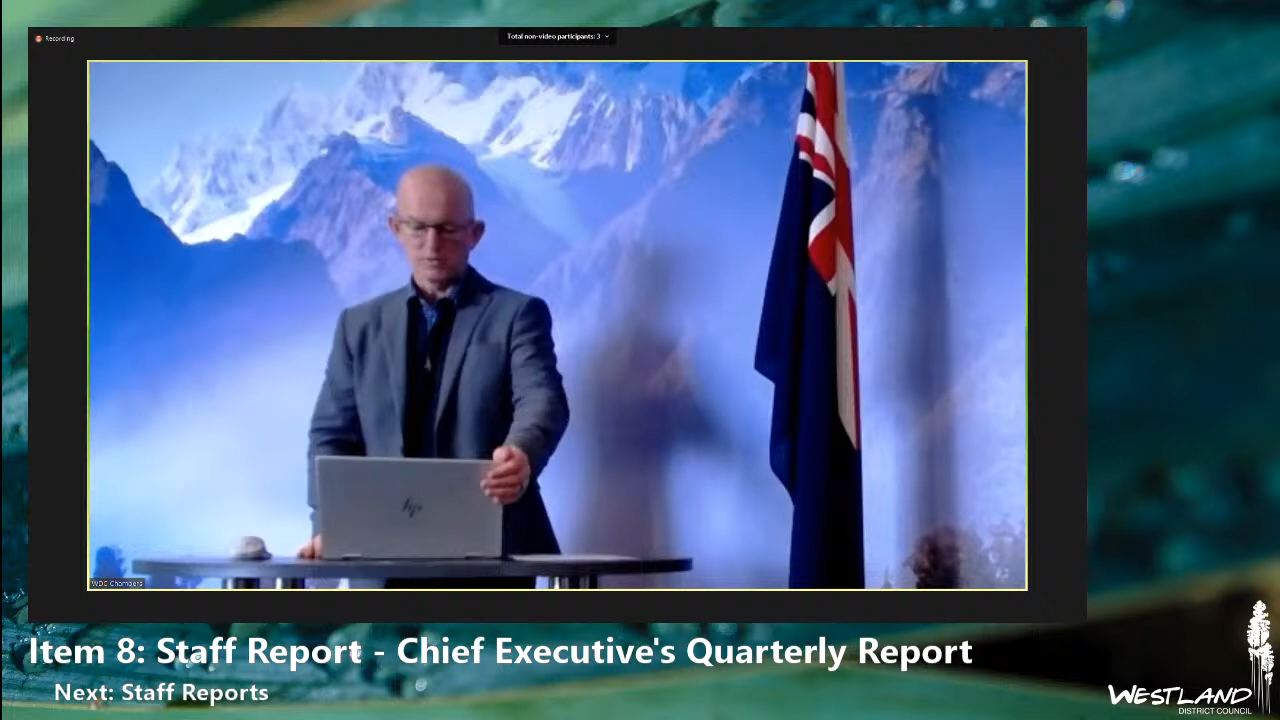 Recording
Total non-video participants: 3
hp
WDC Chambers
Item 8: Staff Report - Chief Executive's Quarterly Report
Next: Staff Reports
WESTLAND
DISTRICT COUNCIL